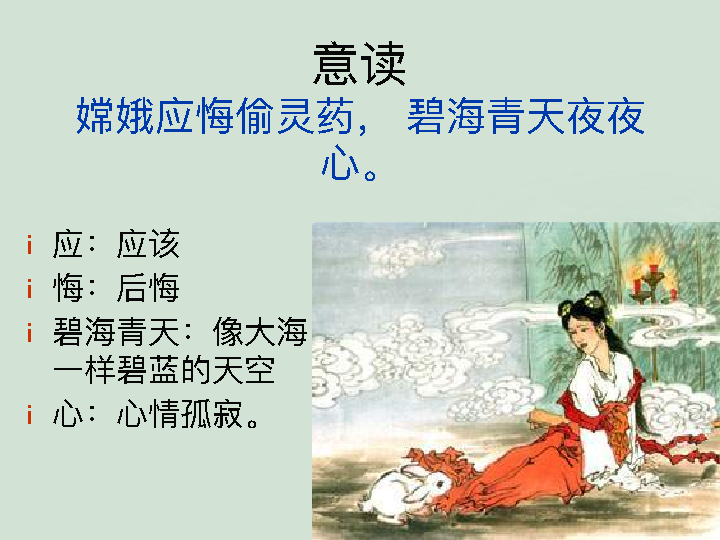 意读
嫦娥应悔偷灵药， 碧海青天夜夜
心。
i 应：应该
i 悔：后悔
i 碧海青天：像大海
一样碧蓝的天空
i 心：心情孤寂。